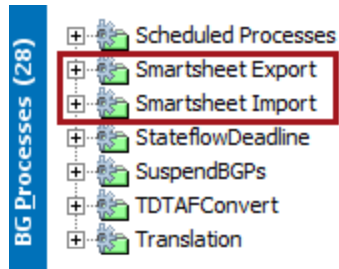 BG Processes (28)
Scheduled Processes
Smartsheet Export
Smartsheet Import
StateflowDeadline
SuspendBGPs
TDTAFConvert
Translation